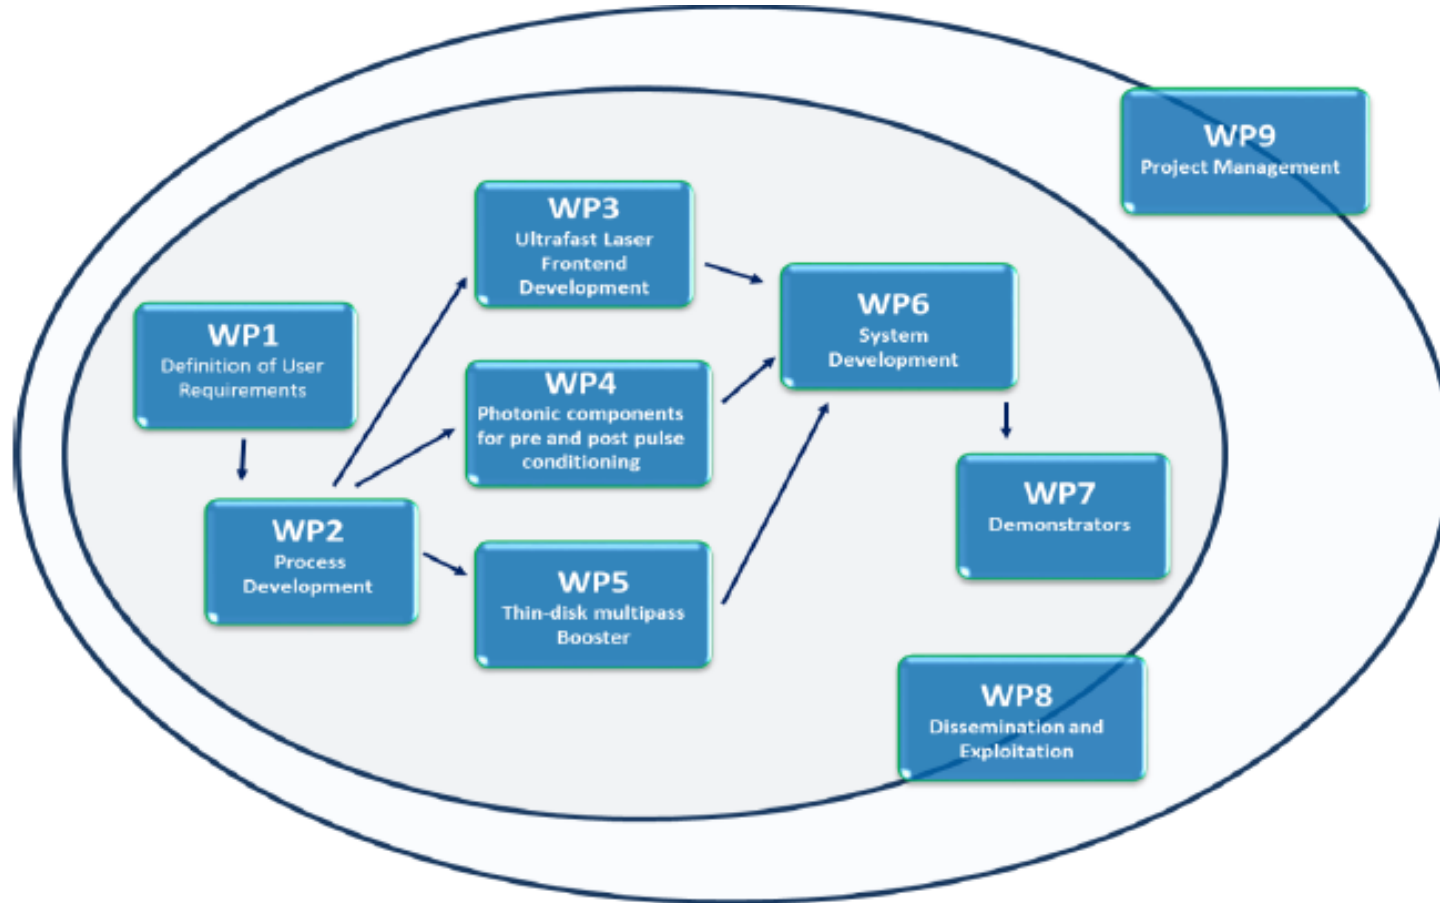 WP9
Project Management
WP3
Ultrafast Laser
Frontend
Development
WP6
System
Development
WP1
Definition of User
Requirements
WP4
Photonic components
for pre and post pulse
conditioning
WP7
Demonstrators
WP2
Process
Development
WP5
Thin-disk multipass
Booster
WP8
Dissemination and
Exploitation